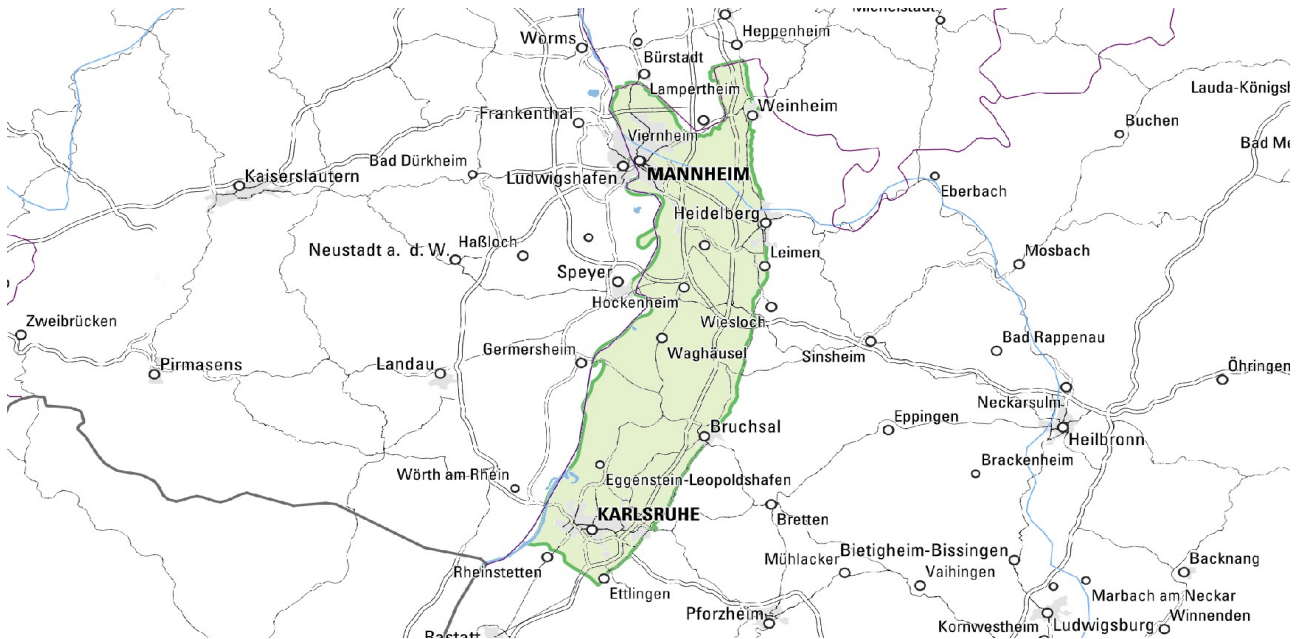 Michelstadt
Worms
Heppenheim
Bürstadt
Lampertheim
Lauda-Königsh
Weinheim
Frankenthal
Buchen
Viernheim
Bad Me
Bad Dürkheim
Kaiserslautern
Ludwigshafen
MANNHEIM
Eberbach
Heidelberg
Neustadt a. d. W.
Haßloch
Mosbach
Leimen
Speyer
Hockenheim
Zweibrücken
Wiesloch
Bad Rappenau
Germersheim
Waghäusel
Sinsheim
Pirmasens
Landau
Öhringen
Neckarsulm
Eppingen
Bruchsal
Heilbronn
Brackenheim
Wörth am Rhein
Eggenstein-Leopoldshafen
KARLSRUHE
Bretten
Bietigheim-Bissingen
Mühlacker
Backnang
Rheinstetten
Vaihingen
Ettlingen
Marbach am Neckar
Pforzheim
Winnenden
Kornwestheim
Ludwigsburg
Rastatt